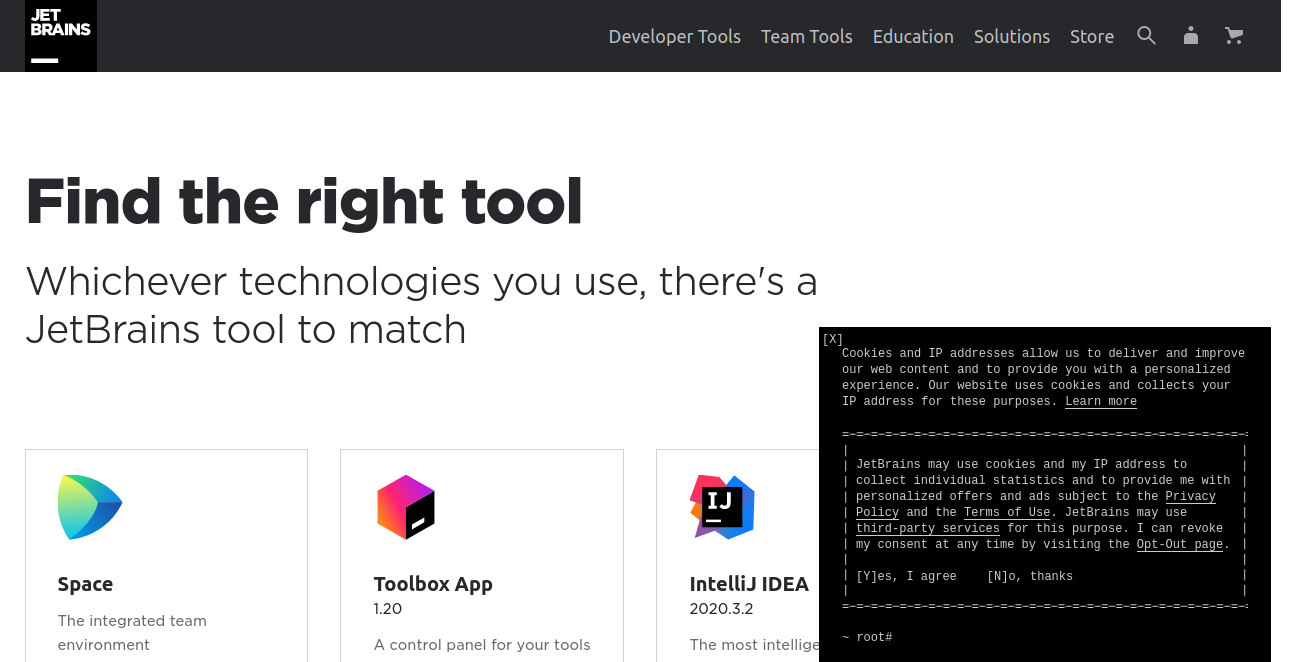 JET
BRAINS
Developer Tools Team Tools Education Solutions Store
Find the right tool
Whichever technologies you use, there's a
JetBrains tool to match
Space
The integrated team
environment
Toolbox App
1.20
A control panel for your tools
IJ
IntelliJ IDEA
2020.3.2
The most
[X]
Cookies and IP addresses allow us to deliver and improve
our web content and to provide you with a personalized
experience. Our website uses cookies and collects your
IP address for these purposes. Learn more
JetBrains may use cookies and my IP address to
collect individual statistics and to provide me with
personalized offers and ads subject to the Privacy
Policy and the Terms of Use. JetBrains may use
third-party services for this purpose. I can revoke
my consent at any time by visiting the Opt-Out page.
[Y]es, I agree [N]o, thanks
~ root#